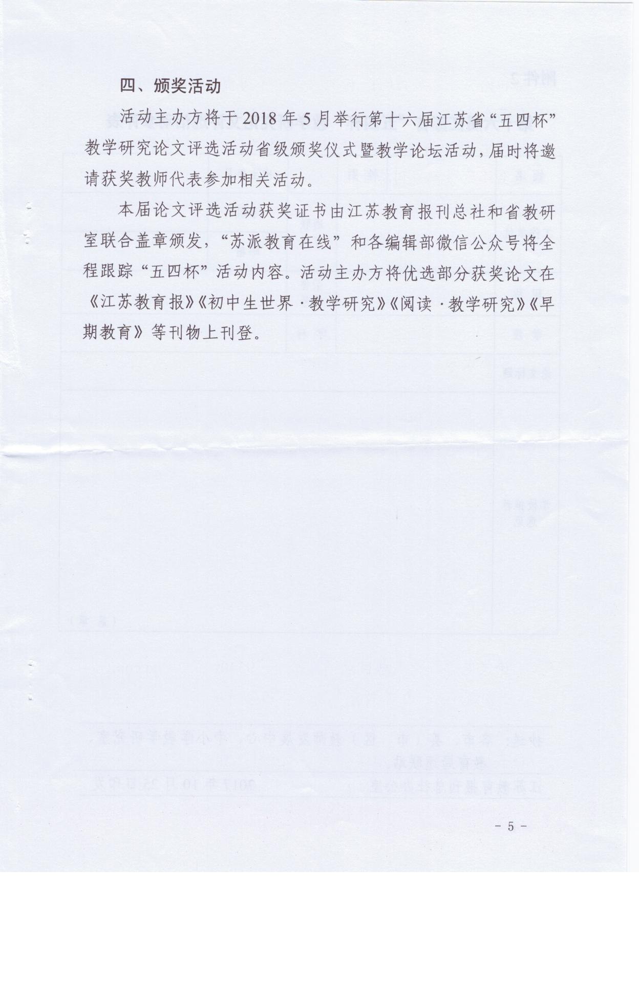 四、颁奖活动
活动主办方将于 2018 年 5 月举行第十六届江苏省“五四杯”
教学研究论文评选活动省级颁奖仪式暨教学论坛活动，届时将邀
请获奖教师代表参加相关活动。
本届论文评选活动获奖证书由江苏教育报刊总社和省教研
室联合盖章颁发，“苏派教育在线”和各编辑部微信公众号将全
程跟踪“五四杯”活动内容。活动主办方将优选部分获奖论文在
《江苏教育报》《初中生世界·教学研究》《阅读·教学研究》《早
期教育》等刊物上刊登。
- 5 -